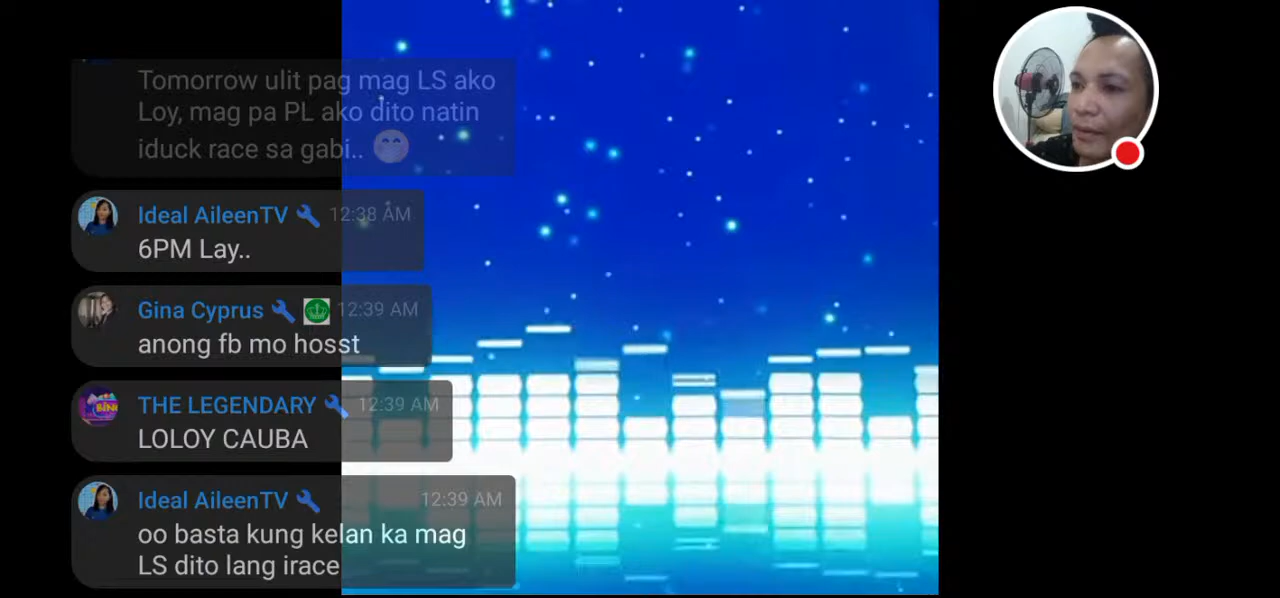 Tomorrow ulit pag mag LS ako
Loy, mag pa PL ako dito natin
iduck race sa gabi..
Ideal AileenTV 12:38 AM
6PM Lay..
Gina Cyprus 12:39 AM
anong fb mo hosst
THE LEGENDARY 12:39 AM
LOLOY CAUBA
Ideal AileenTV 12:39 AM
oo basta kung kelan ka mag
LS dito lang irace